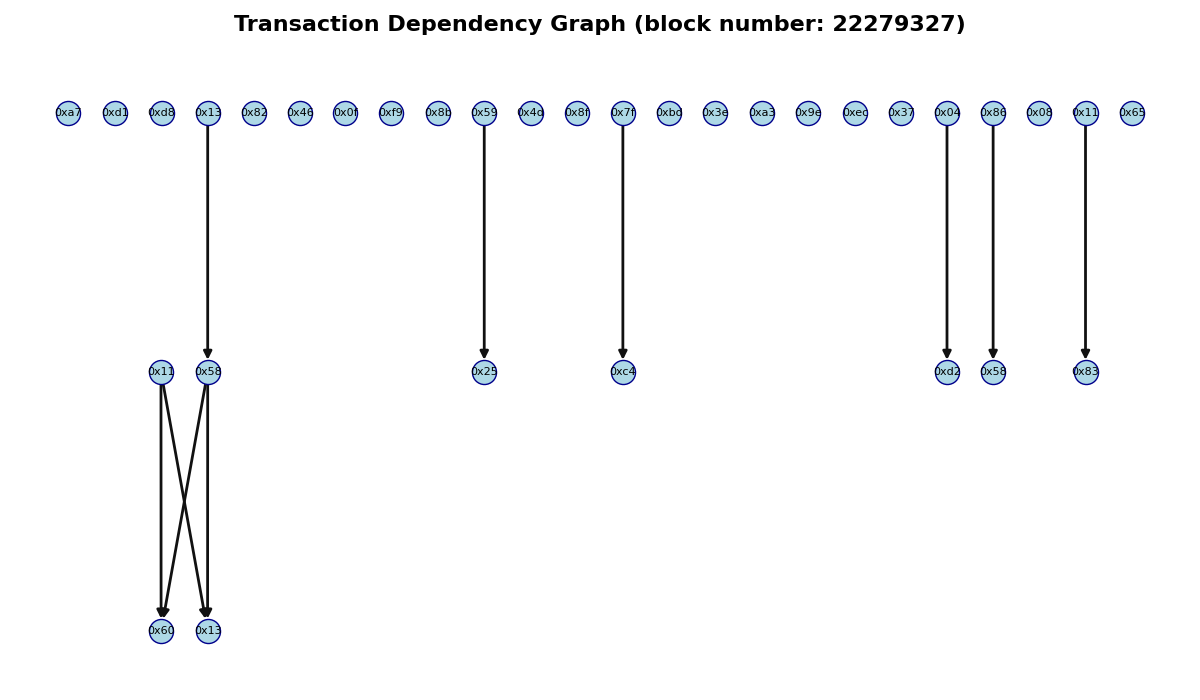 Transaction Dependency Graph (block number: 22279327)
0xa7 0xd1 0xd8 0x13 0x82 0x46 0x0f 0xf9 0x8b 0x59 0x4d 0x8f 0x7f 0xbd 0x3e 0xa3 0x9e 0xec 0x37 0x04 0x86 0x08 0x11 0x65
0x11 0x58 0x25 0xc4 0xd2 0x58 0x83
0x60 0x13